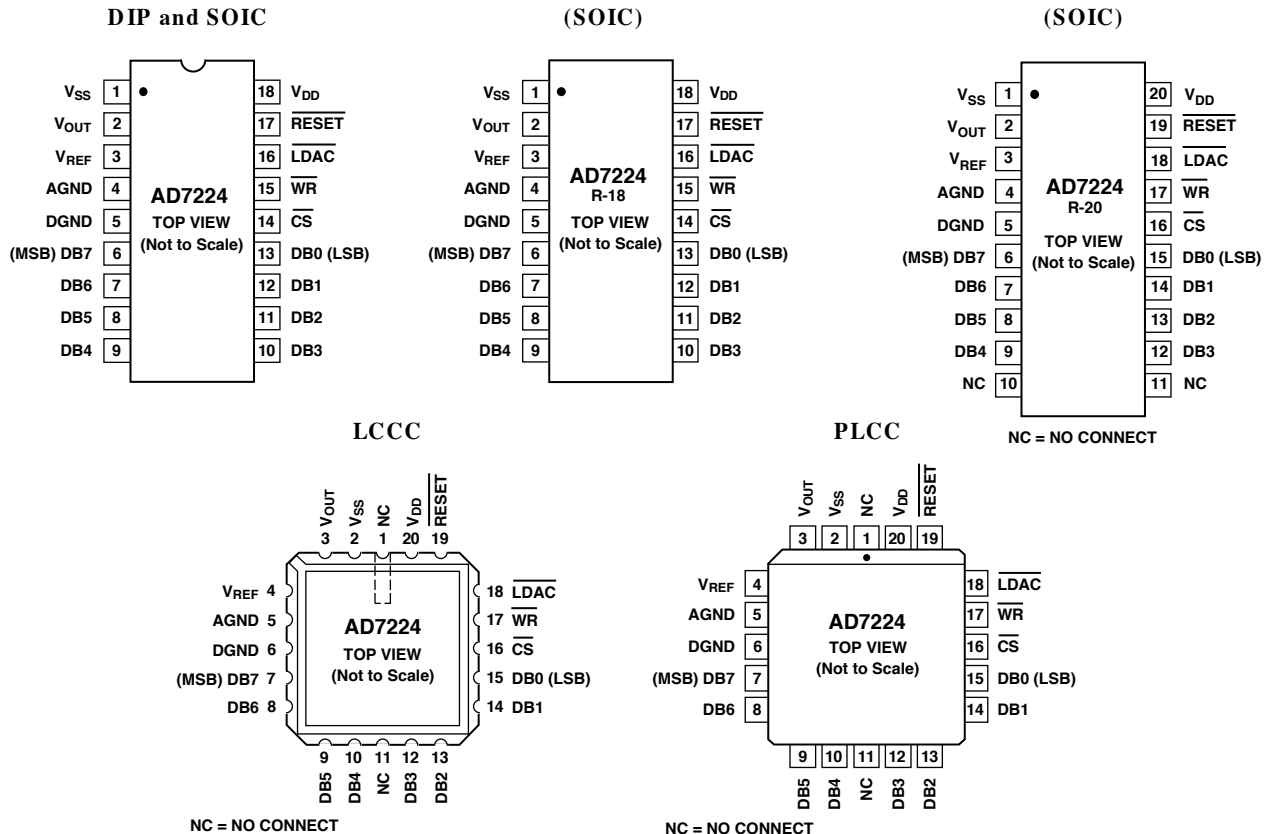 DIP and SOIC
VSS 1 18 VDD
VOUT 2 17 RESET
VREF 3 16 LDAC
AGND 4 15 WR
DGND 5 14 CS
(MSB) DB7 6 13 DB0 (LSB)
DB6 7 12 DB1
DB5 8 11 DB2
DB4 9 10 DB3
AD7224
TOP VIEW
(Not to Scale)
(SOIC)
VSS 1 18 VDD
VOUT 2 17 RESET
VREF 3 16 LDAC
AGND 4 15 WR
DGND 5 14 CS
(MSB) DB7 6 13 DB0 (LSB)
DB6 7 12 DB1
DB5 8 11 DB2
DB4 9 10 DB3
AD7224
R-18
TOP VIEW
(Not to Scale)
(SOIC)
VSS 1 20 VDD
VOUT 2 19 RESET
VREF 3 18 LDAC
AGND 4 17 WR
DGND 5 16 CS
(MSB) DB7 6 15 DB0 (LSB)
DB6 7 14 DB1
DB5 8 13 DB2
DB4 9 12 DB3
NC 10 11 NC
AD7224
R-20
TOP VIEW
(Not to Scale)
NC = NO CONNECT
LCCC
VOUT VSS NC VDD RESET
3 2 1 20 19
VREF 4 18 LDAC
AGND 5 17 WR
DGND 6 16 CS
(MSB) DB7 7 15 DB0 (LSB)
DB6 8 14 DB1
AD7224
TOP VIEW
(Not to Scale)
9 10 11 12 13
DB5 DB4 NC DB3 DB2
NC = NO CONNECT
PLCC
VOUT VSS NC VDD RESET
3 2 1 20 19
VREF 4 18 LDAC
AGND 5 17 WR
DGND 6 16 CS
(MSB) DB7 7 15 DB0 (LSB)
DB6 8 14 DB1
AD7224
TOP VIEW
(Not to Scale)
9 10 11 12 13
DB5 DB4 NC DB3 DB2
NC = NO CONNECT